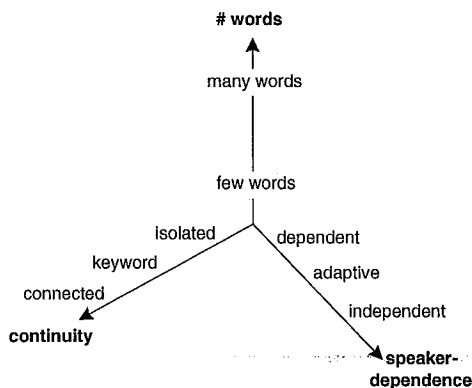 # words
many words
few words
isolated
dependent
keyword
adaptive
connected
independent
continuity
speaker-
dependence